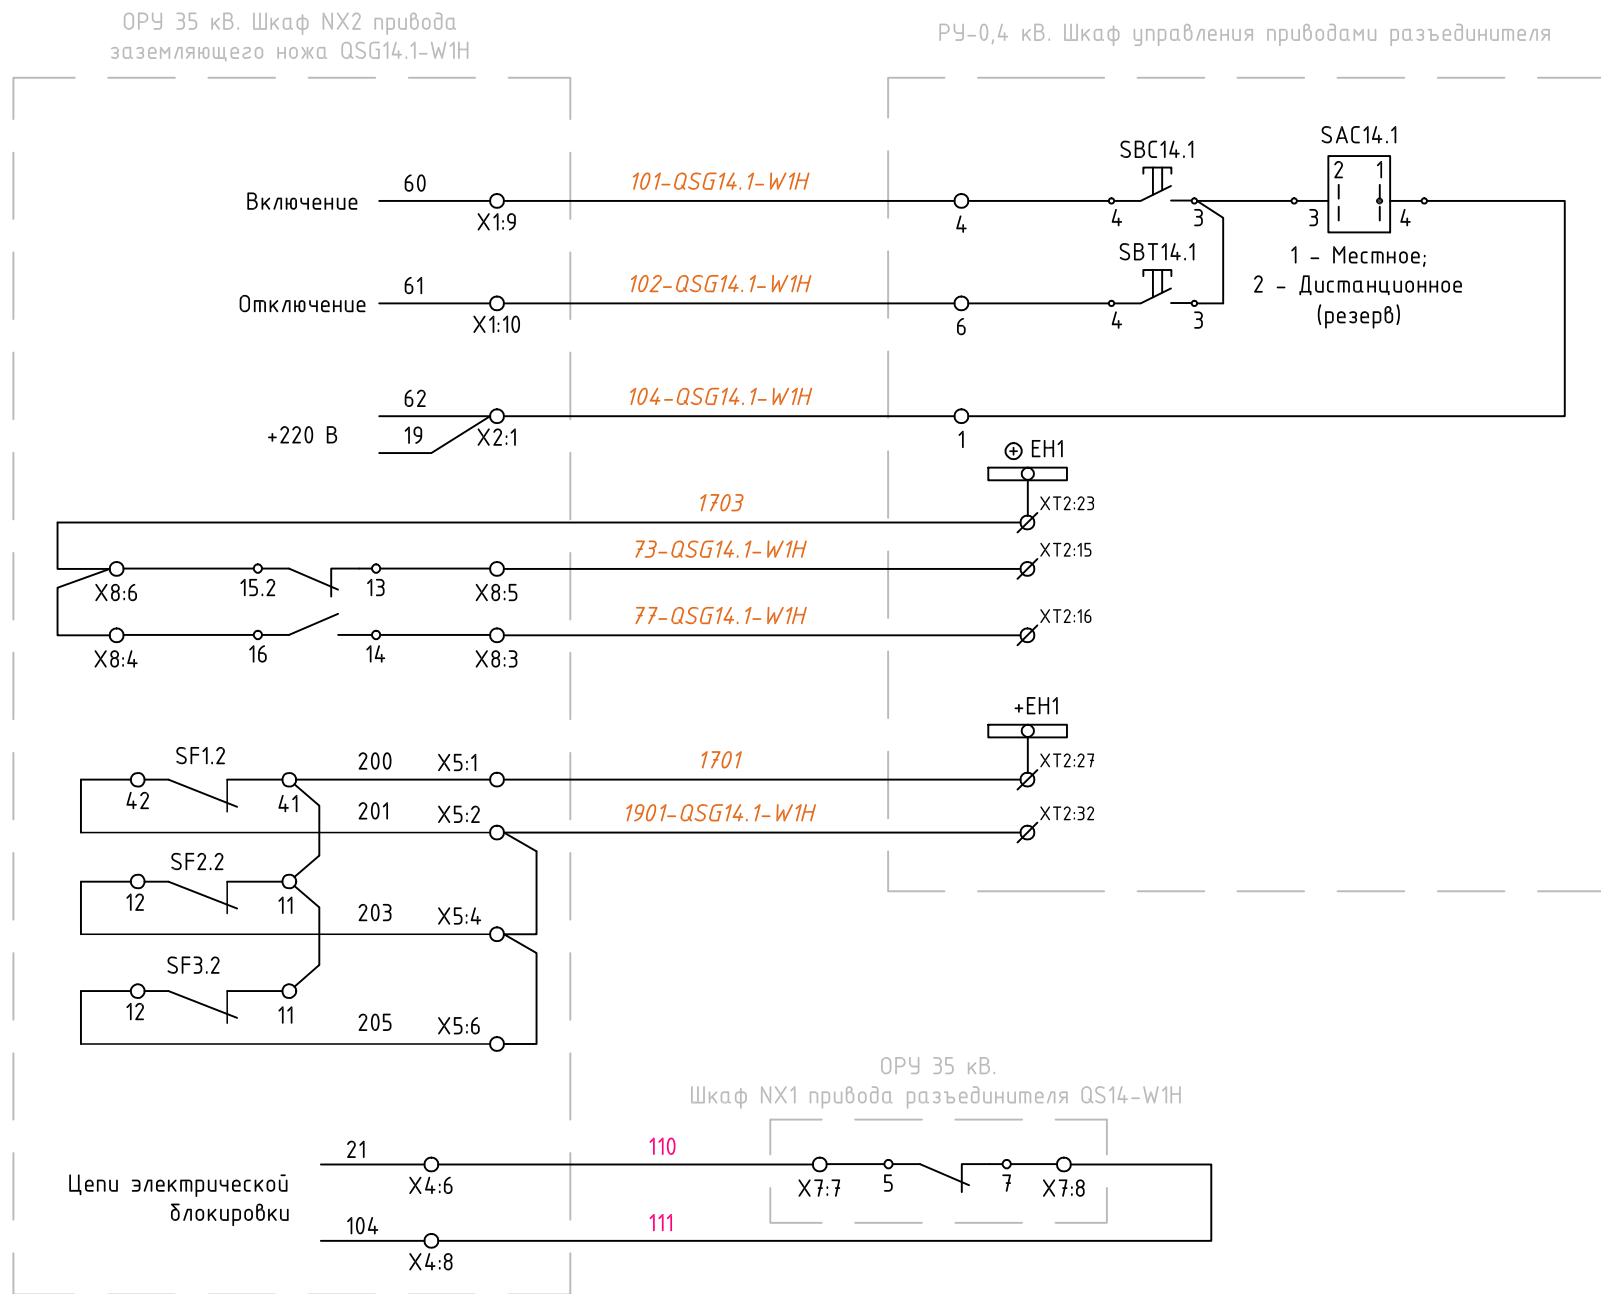 ОРУ 35 кВ. Шкаф NX2 привода
заземляющего ножа QSG14.1-W1H
РУ-0,4 кВ. Шкаф управления приводами разъединителя
SAC14.1
SBC14.1
2 1
Включение
60
X1:9
101-QSG14.1-W1H
4
4
3
3
4
SBT14.1
1 - Местное;
2 - Дистанционное
(резерв)
Отключение
61
X1:10
102-QSG14.1-W1H
6
4
3
+220 В
62
19
X2:1
104-QSG14.1-W1H
1
EH1
1703
XT2:23
X8:6
15.2
13
X8:5
73-QSG14.1-W1H
XT2:15
X8:4
16
14
X8:3
77-QSG14.1-W1H
XT2:16
+EH1
SF1.2
42
41
200
X5:1
1701
XT2:27
201
X5:2
1901-QSG14.1-W1H
XT2:32
SF2.2
12
11
203
X5:4
SF3.2
12
11
205
X5:6
ОРУ 35 кВ.
Шкаф NX1 привода разъединителя QS14-W1H
Цепи электрической
блокировки
21
X4:6
110
X7:7
5
7
X7:8
104
X4:8
111